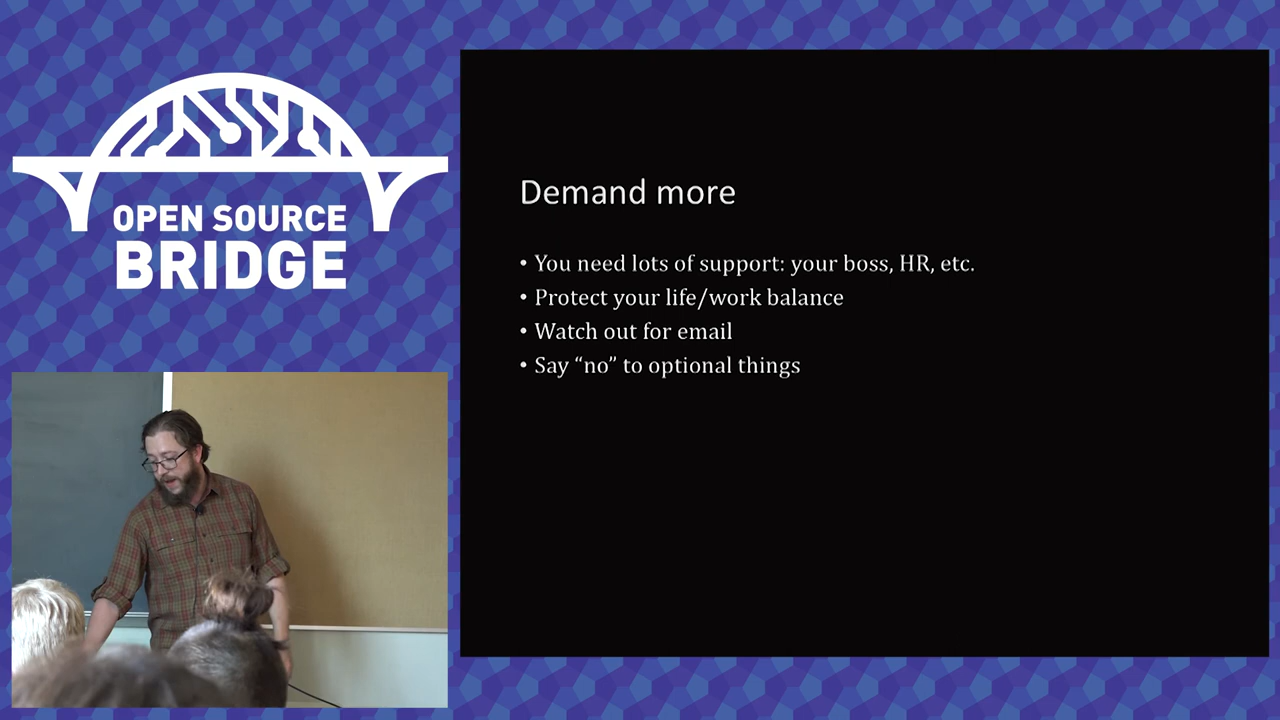 OPEN SOURCE
BRIDGE
Demand more
• You need lots of support: your boss, HR, etc.
• Protect your life/work balance
• Watch out for email
• Say “no” to optional things